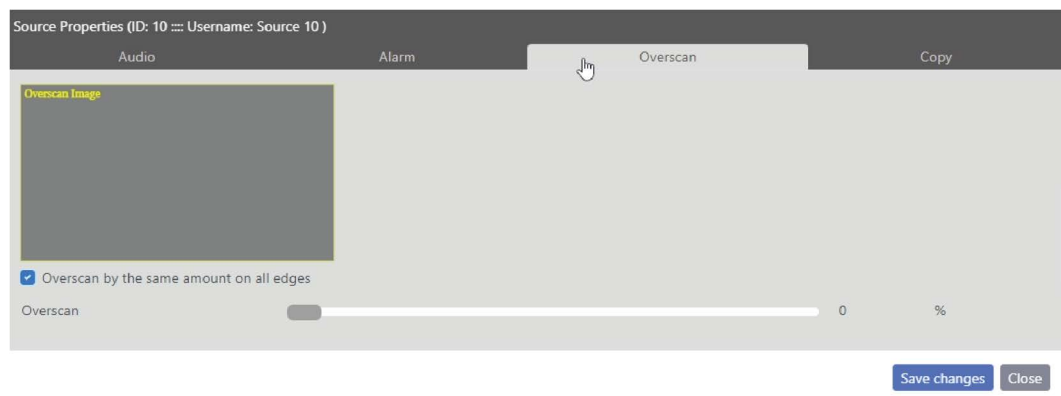 Source Properties (ID: 10 :::: Username: Source 10 )
Audio Alarm Overscan Copy
Overscan Image
Overscan by the same amount on all edges
Overscan 0 %
Save changes Close